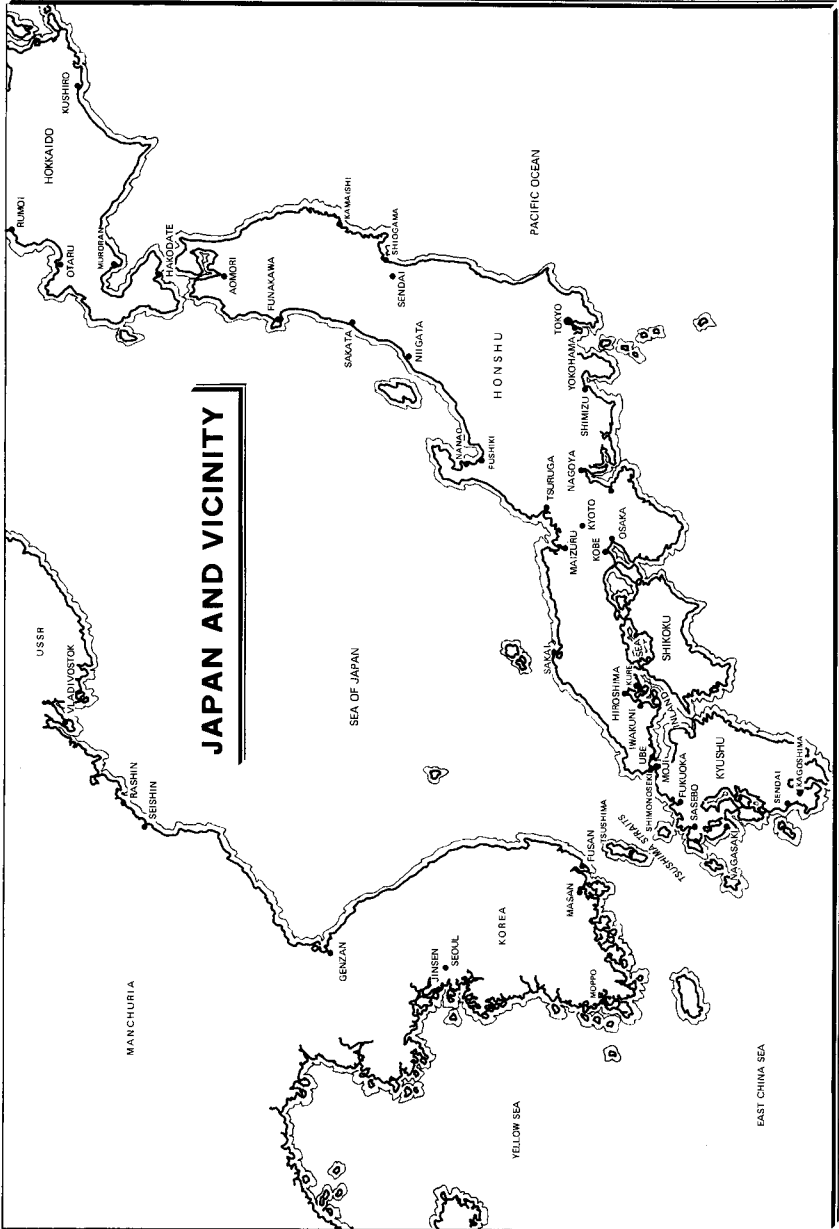 JAPAN AND VICINITY
MANCHURIA
USSR
VLADIVOSTOK
RASHIN
SEISHIN
GENZAN
JINSEN
SEOUL
KOREA
MASAN
FUSAN
MOPPO
YELLOW SEA
EAST CHINA SEA
SEA OF JAPAN
TSUSHIMA
TSUSHIMA STRAITS
RUMOI
HOKKAIDO
KUSHIRO
OTARU
MURORAN
HAKODATE
AOMORI
FUNAKAWA
KAMAISHI
SHIOGAMA
SENDAI
SAKATA
NIIGATA
HONSHU
NANAO
FUSHIKI
TSURUGA
MAIZURU
KYOTO
KOBE
OSAKA
NAGOYA
SHIMIZU
YOKOHAMA
TOKYO
PACIFIC OCEAN
SAKAI
HIROSHIMA
KURE
IWAKUNI
INLAND SEA
SHIKOKU
UBE
SHIMONOSEKI
MOJI
FUKUOKA
SASEBO
KYUSHU
NAGASAKI
SENDAI
KAGOSHIMA